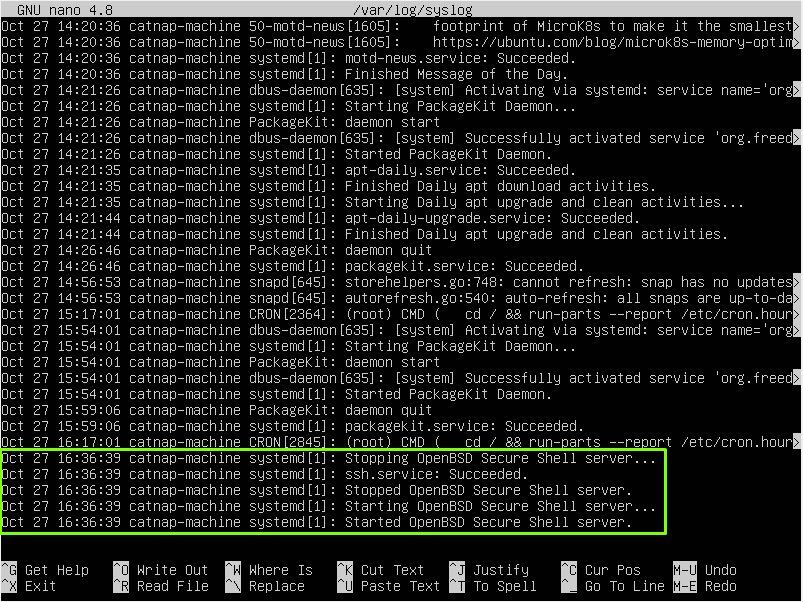 GNU nano 4.8 /var/log/syslog
Oct 27 14:20:36 catnap-machine 50-motd-news[1605]: footprint of MicroK8s to make it the smallest>
Oct 27 14:20:36 catnap-machine 50-motd-news[1605]: https://ubuntu.com/blog/microk8s-memory-optim>
Oct 27 14:20:36 catnap-machine systemd[1]: motd-news.service: Succeeded.
Oct 27 14:20:36 catnap-machine systemd[1]: Finished Message of the Day.
Oct 27 14:21:26 catnap-machine dbus-daemon[635]: [system] Activating via systemd: service name='org>
Oct 27 14:21:26 catnap-machine systemd[1]: Starting PackageKit Daemon...
Oct 27 14:21:26 catnap-machine PackageKit: daemon start
Oct 27 14:21:26 catnap-machine dbus-daemon[635]: [system] Successfully activated service 'org.freed>
Oct 27 14:21:26 catnap-machine systemd[1]: Started PackageKit Daemon.
Oct 27 14:21:35 catnap-machine systemd[1]: apt-daily.service: Succeeded.
Oct 27 14:21:35 catnap-machine systemd[1]: Finished Daily apt download activities.
Oct 27 14:21:35 catnap-machine systemd[1]: Starting Daily apt upgrade and clean activities...
Oct 27 14:21:44 catnap-machine systemd[1]: apt-daily-upgrade.service: Succeeded.
Oct 27 14:21:44 catnap-machine systemd[1]: Finished Daily apt upgrade and clean activities.
Oct 27 14:26:46 catnap-machine PackageKit: daemon quit
Oct 27 14:26:46 catnap-machine systemd[1]: packagekit.service: Succeeded.
Oct 27 14:56:53 catnap-machine snapd[645]: storehelpers.go:748: cannot refresh: snap has no updates>
Oct 27 14:56:53 catnap-machine snapd[645]: autorefresh.go:540: auto-refresh: all snaps are up-to-da>
Oct 27 15:17:01 catnap-machine CRON[2364]: (root) CMD ( cd / && run-parts --report /etc/cron.hour>
Oct 27 15:54:01 catnap-machine dbus-daemon[635]: [system] Activating via systemd: service name='org>
Oct 27 15:54:01 catnap-machine systemd[1]: Starting PackageKit Daemon...
Oct 27 15:54:01 catnap-machine PackageKit: daemon start
Oct 27 15:54:01 catnap-machine dbus-daemon[635]: [system] Successfully activated service 'org.freed>
Oct 27 15:54:01 catnap-machine systemd[1]: Started PackageKit Daemon.
Oct 27 15:59:06 catnap-machine PackageKit: daemon quit
Oct 27 15:59:06 catnap-machine systemd[1]: packagekit.service: Succeeded.
Oct 27 16:17:01 catnap-machine CRON[2845]: (root) CMD ( cd / && run-parts --report /etc/cron.hour>
Oct 27 16:36:39 catnap-machine systemd[1]: Stopping OpenBSD Secure Shell server...
Oct 27 16:36:39 catnap-machine systemd[1]: ssh.service: Succeeded.
Oct 27 16:36:39 catnap-machine systemd[1]: Stopped OpenBSD Secure Shell server.
Oct 27 16:36:39 catnap-machine systemd[1]: Starting OpenBSD Secure Shell server...
Oct 27 16:36:39 catnap-machine systemd[1]: Started OpenBSD Secure Shell server.
^G Get Help ^O Write Out ^W Where Is ^K Cut Text ^J Justify ^C Cur Pos M-U Undo
^X Exit ^R Read File ^\ Replace ^U Paste Text ^T To Spell ^_ Go To Line M-E Redo